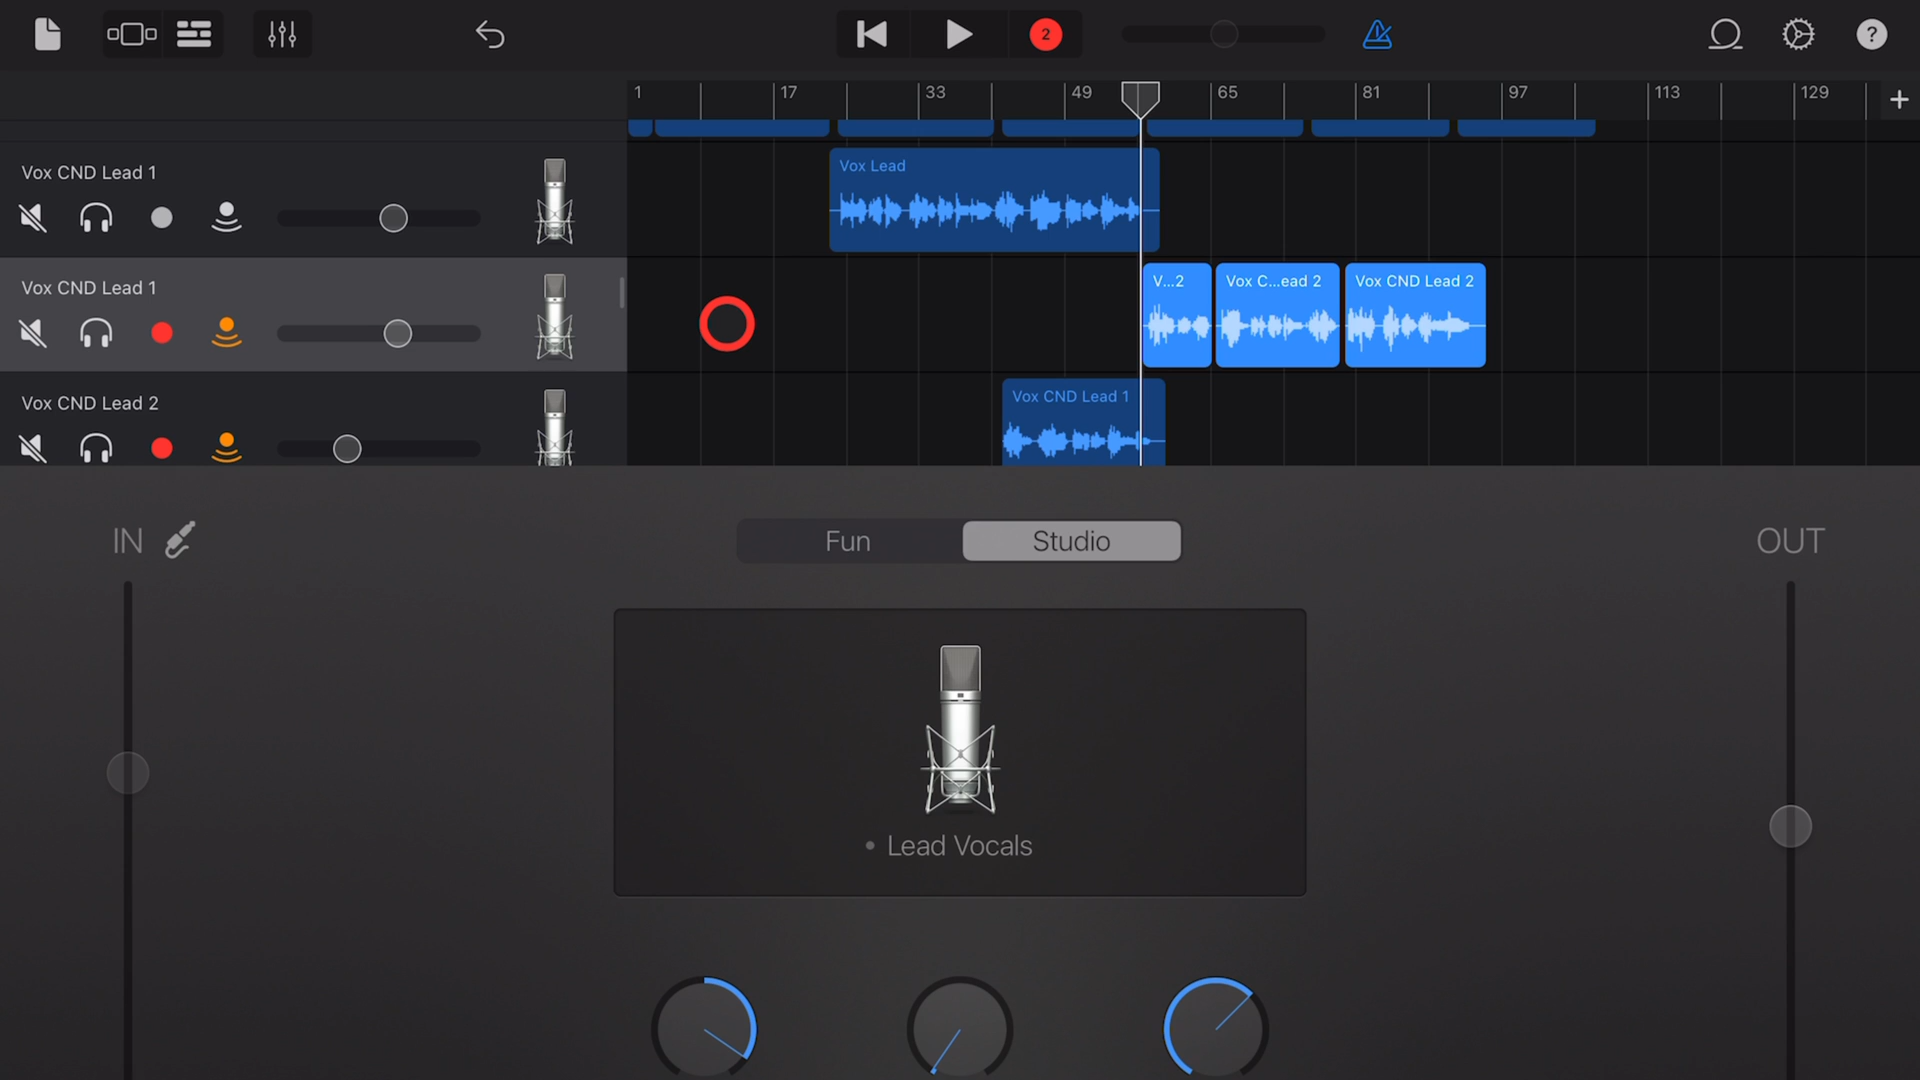 2
?
1
17
33
49
65
81
97
113
129
+
Vox CND Lead 1
Vox Lead
Vox CND Lead 1
V...2
Vox C...ead 2
Vox CND Lead 2
Vox CND Lead 2
Vox CND Lead 1
IN
Fun
Studio
OUT
• Lead Vocals